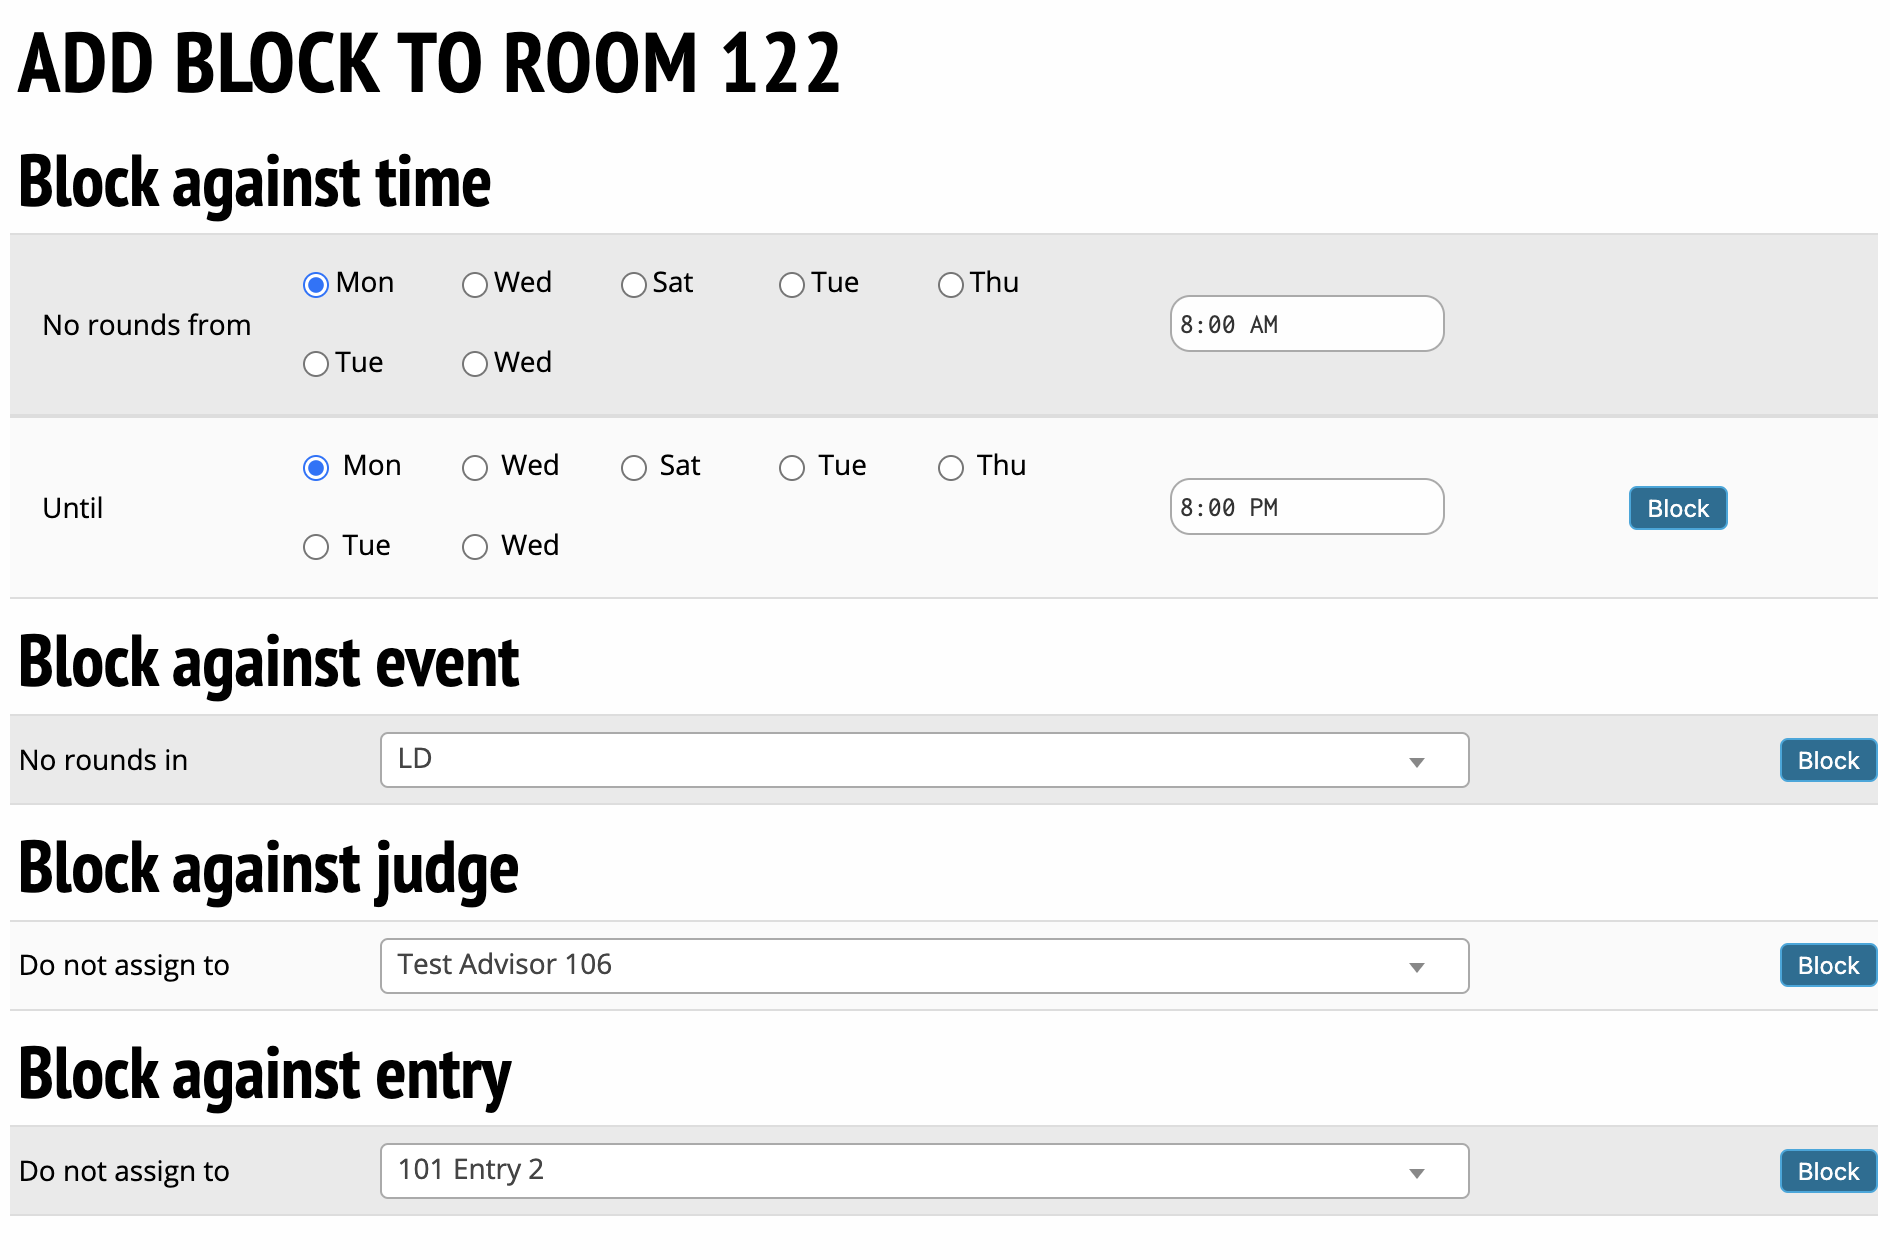 ADD BLOCK TO ROOM 122
Block against time
No rounds from
Mon Wed Sat Tue Thu
Tue Wed
8:00 AM
Until
Mon Wed Sat Tue Thu
Tue Wed
8:00 PM
Block
Block against event
No rounds in LD Block
Block against judge
Do not assign to Test Advisor 106 Block
Block against entry
Do not assign to 101 Entry 2 Block